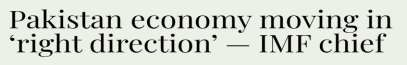 Pakistan economy moving in
‘right direction’ — IMF chief